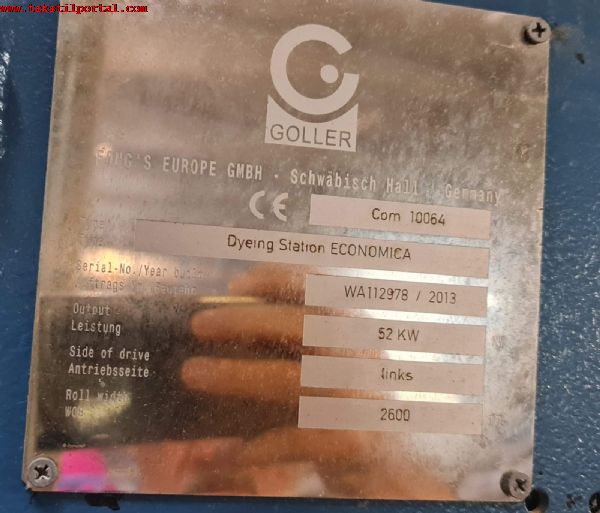 www.tekstilportal.com
GOLLER
FONG'S EUROPE GMBH - Schwäbisch Hall / Germany
CE Com 10064
Dyeing Station ECONOMICA
Serial-No./Year
WA112978 / 2013
Output
Leistung 52 KW
Side of drive
Antriebsseite links
Roll width
2600